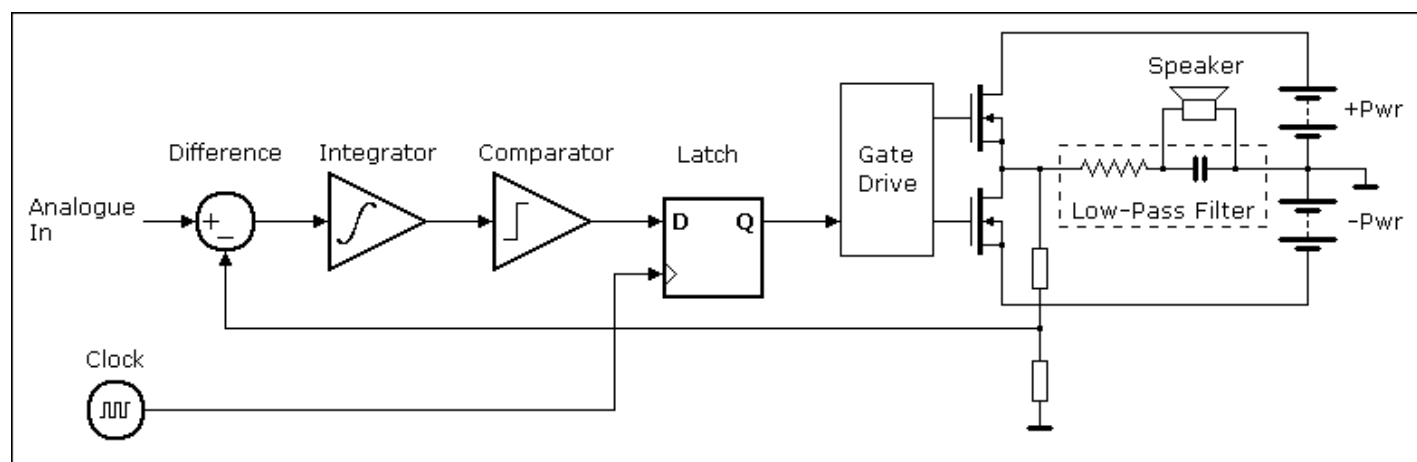 Speaker
+Pwr
Difference
Integrator
Comparator
Latch
Gate
Drive
Analogue
In
+
−
D
Q
Low-Pass Filter
-Pwr
Clock